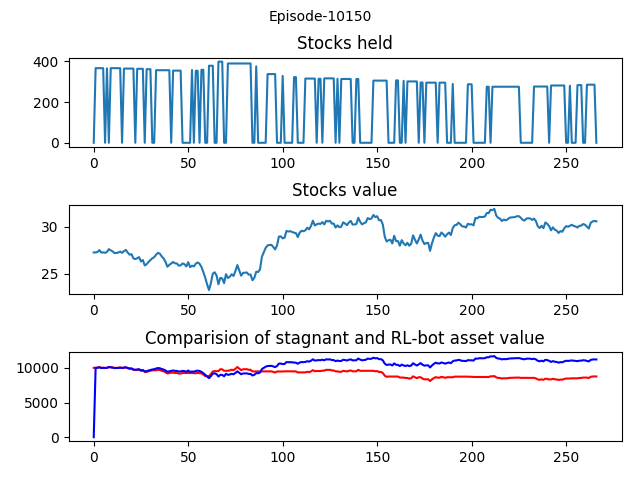 Episode-10150
Stocks held
400
200
0
0 50 100 150 200 250
Stocks value
30
25
0 50 100 150 200 250
Comparision of stagnant and RL-bot asset value
10000
5000
0
0 50 100 150 200 250